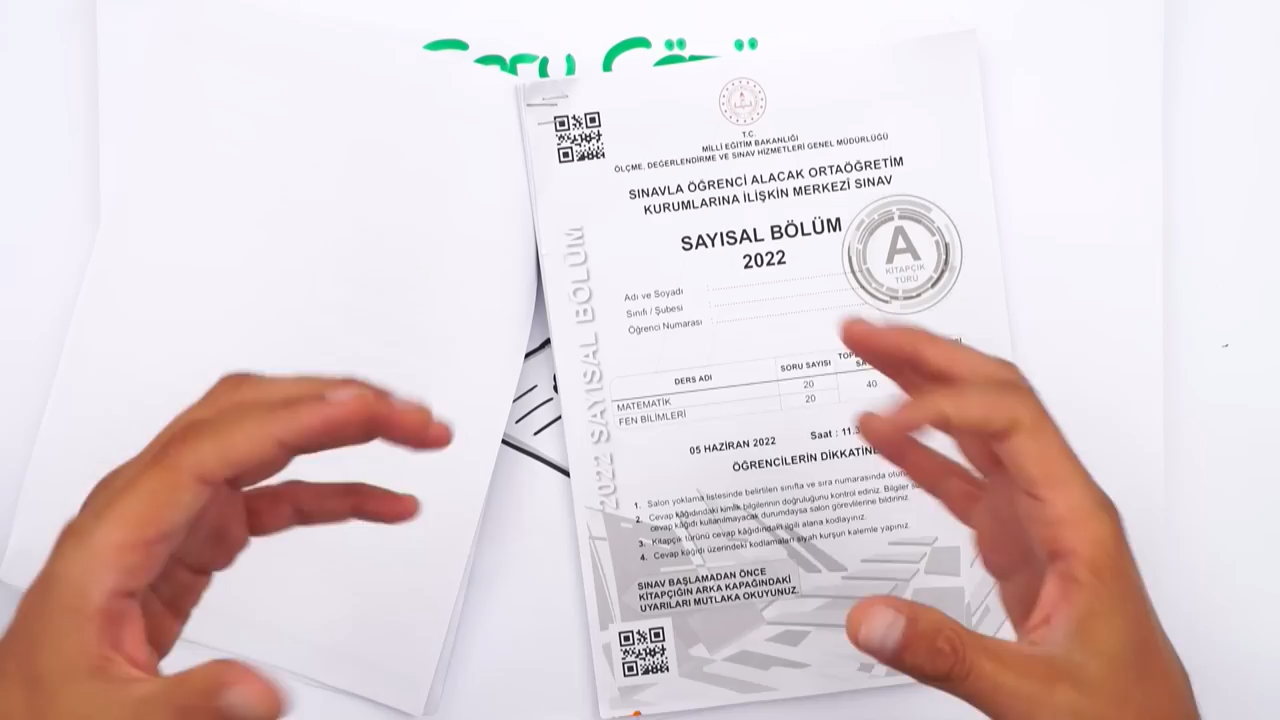 T.C.
MİLLİ EĞİTİM BAKANLIĞI
ÖLÇME, DEĞERLENDİRME VE SINAV HİZMETLERİ GENEL MÜDÜRLÜĞÜ
SINAVLA ÖĞRENCİ ALACAK ORTAÖĞRETİM
KURUMLARINA İLİŞKİN MERKEZÎ SINAV
SAYISAL BÖLÜM
2022
A
KİTAPÇIK
TÜRÜ
Adı ve Soyadı
Sınıfı / Şubesi
Öğrenci Numarası
2022 SAYISAL BÖLÜM
DERS ADI SORU SAYISI
MATEMATİK 20 40
FEN BİLİMLERİ 20
05 HAZİRAN 2022 Saat : 11.3
ÖĞRENCİLERİN DİKKATİNE
1. Salon yoklama listesinde belirtilen sınıfta ve sıra numarasında
2. Cevap kâğıdındaki kimlik bilgilerinin doğruluğunu kontrol ediniz. Bilgiler
cevap kâğıdı kullanılmayacak durumdaysa salon görevlilerine bildiriniz.
3. Kitapçık türünü cevap kâğıdındaki ilgili alana kodlayınız.
4. Cevap kâğıdı üzerindeki kodlamaları siyah kurşun kalemle yapınız.
SINAV BAŞLAMADAN ÖNCE
KİTAPÇIĞIN ARKA KAPAĞINDAKİ
UYARILARI MUTLAKA OKUYUNUZ.